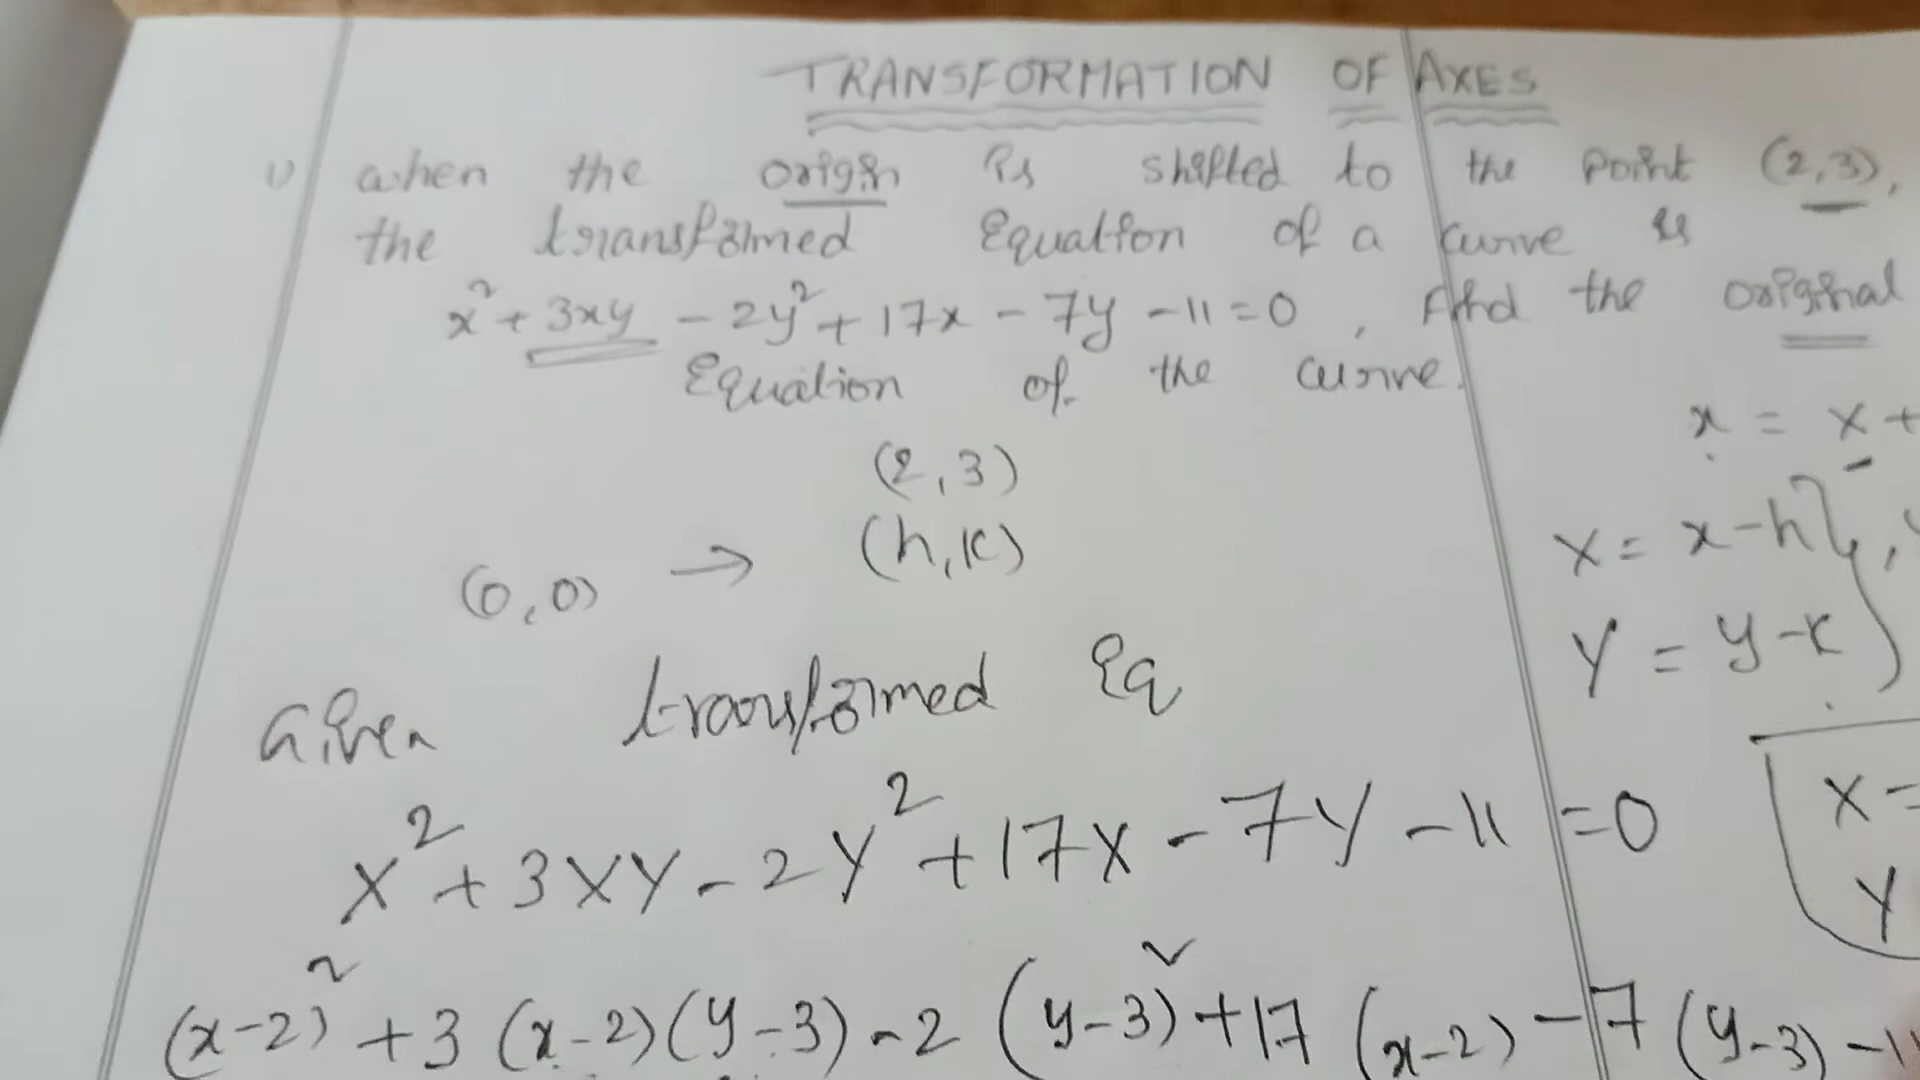 TRANSFORMATION OF AXES
1) when the origin is shifted to the point (2,3),
the transformed Equation of a curve is
x² + 3xy - 2y² + 17x - 7y - 11 = 0, Find the original
Equation of the curve.
x = X +
(2,3)
(0,0) → (h,k)
X = x-h
Y = y-k
Given transformed Eq
X² + 3XY - 2Y² + 17X - 7Y - 11 = 0
X =
Y
(x-2)² + 3(x-2)(y-3) - 2(y-3)² + 17(x-2) - 7(y-3) - 11